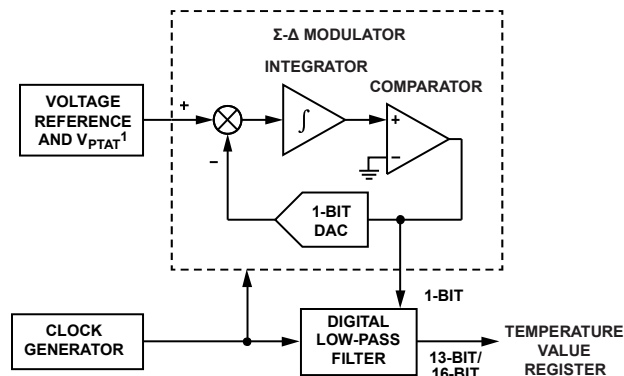 Σ-Δ MODULATOR
INTEGRATOR
COMPARATOR
VOLTAGE
REFERENCE
AND VPTAT1
+
−
∫
+
−
1-BIT
DAC
1-BIT
CLOCK
GENERATOR
DIGITAL
LOW-PASS
FILTER
13-BIT/
16-BIT
TEMPERATURE
VALUE
REGISTER